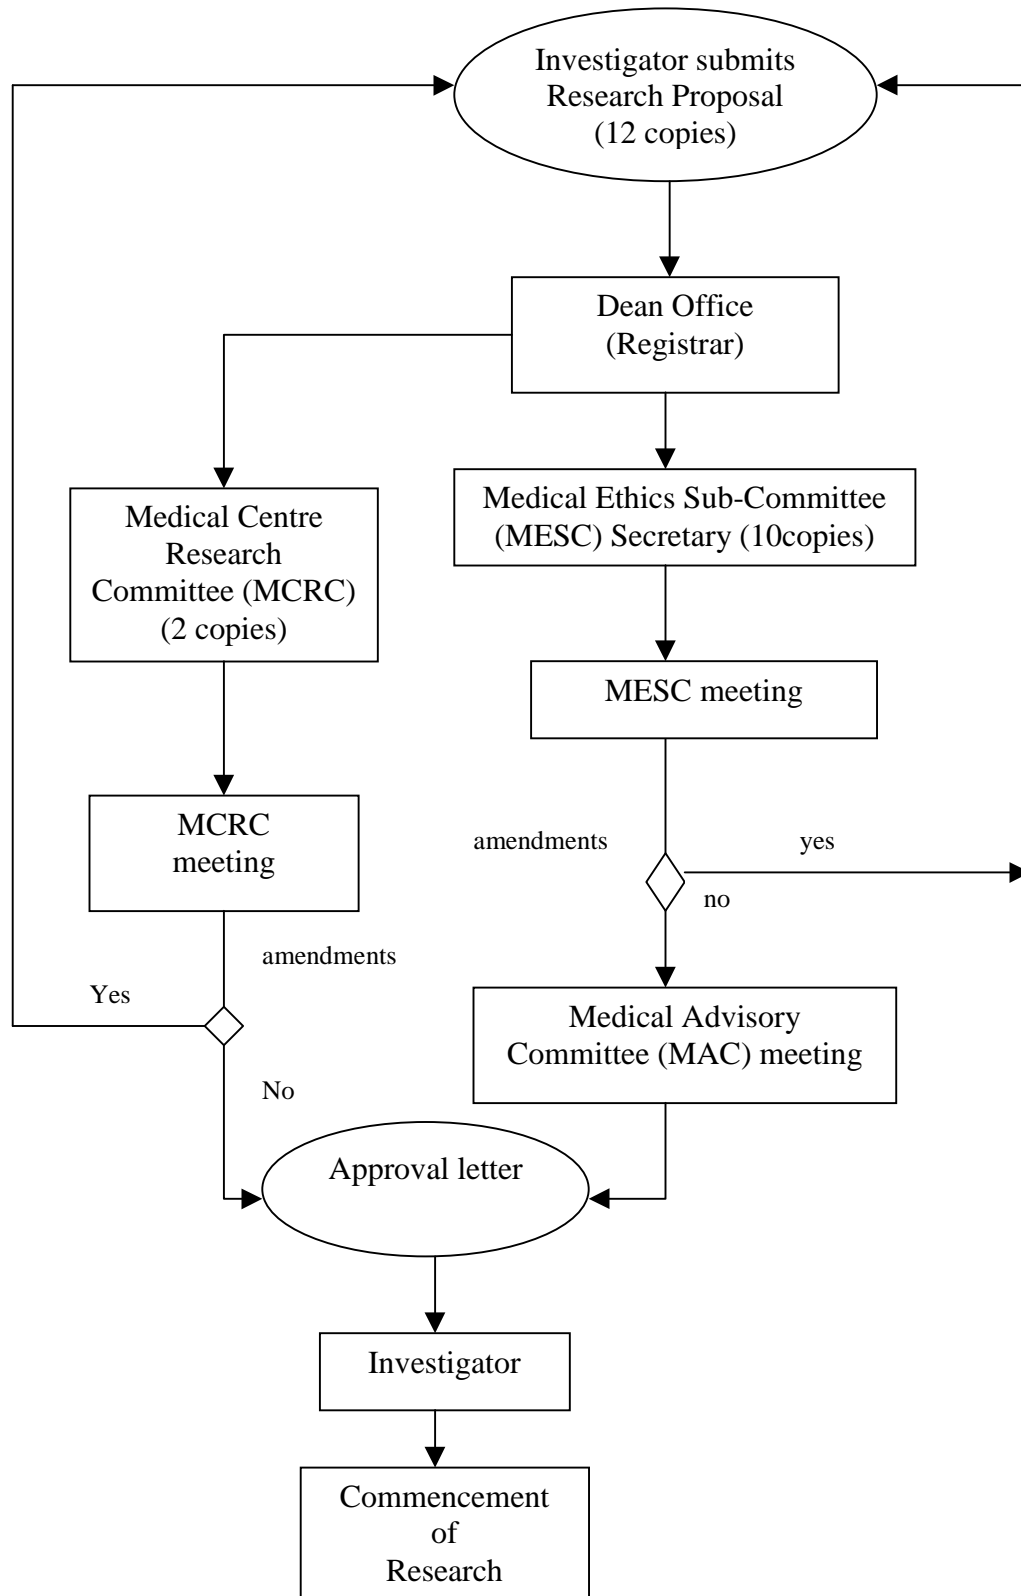 Investigator submits
Research Proposal
(12 copies)
Dean Office
(Registrar)
Medical Centre
Research
Committee (MCRC)
(2 copies)
Medical Ethics Sub-Committee
(MESC) Secretary (10copies)
MESC meeting
MCRC
meeting
amendments
yes
no
amendments
Yes
No
Medical Advisory
Committee (MAC) meeting
Approval letter
Investigator
Commencement
of
Research